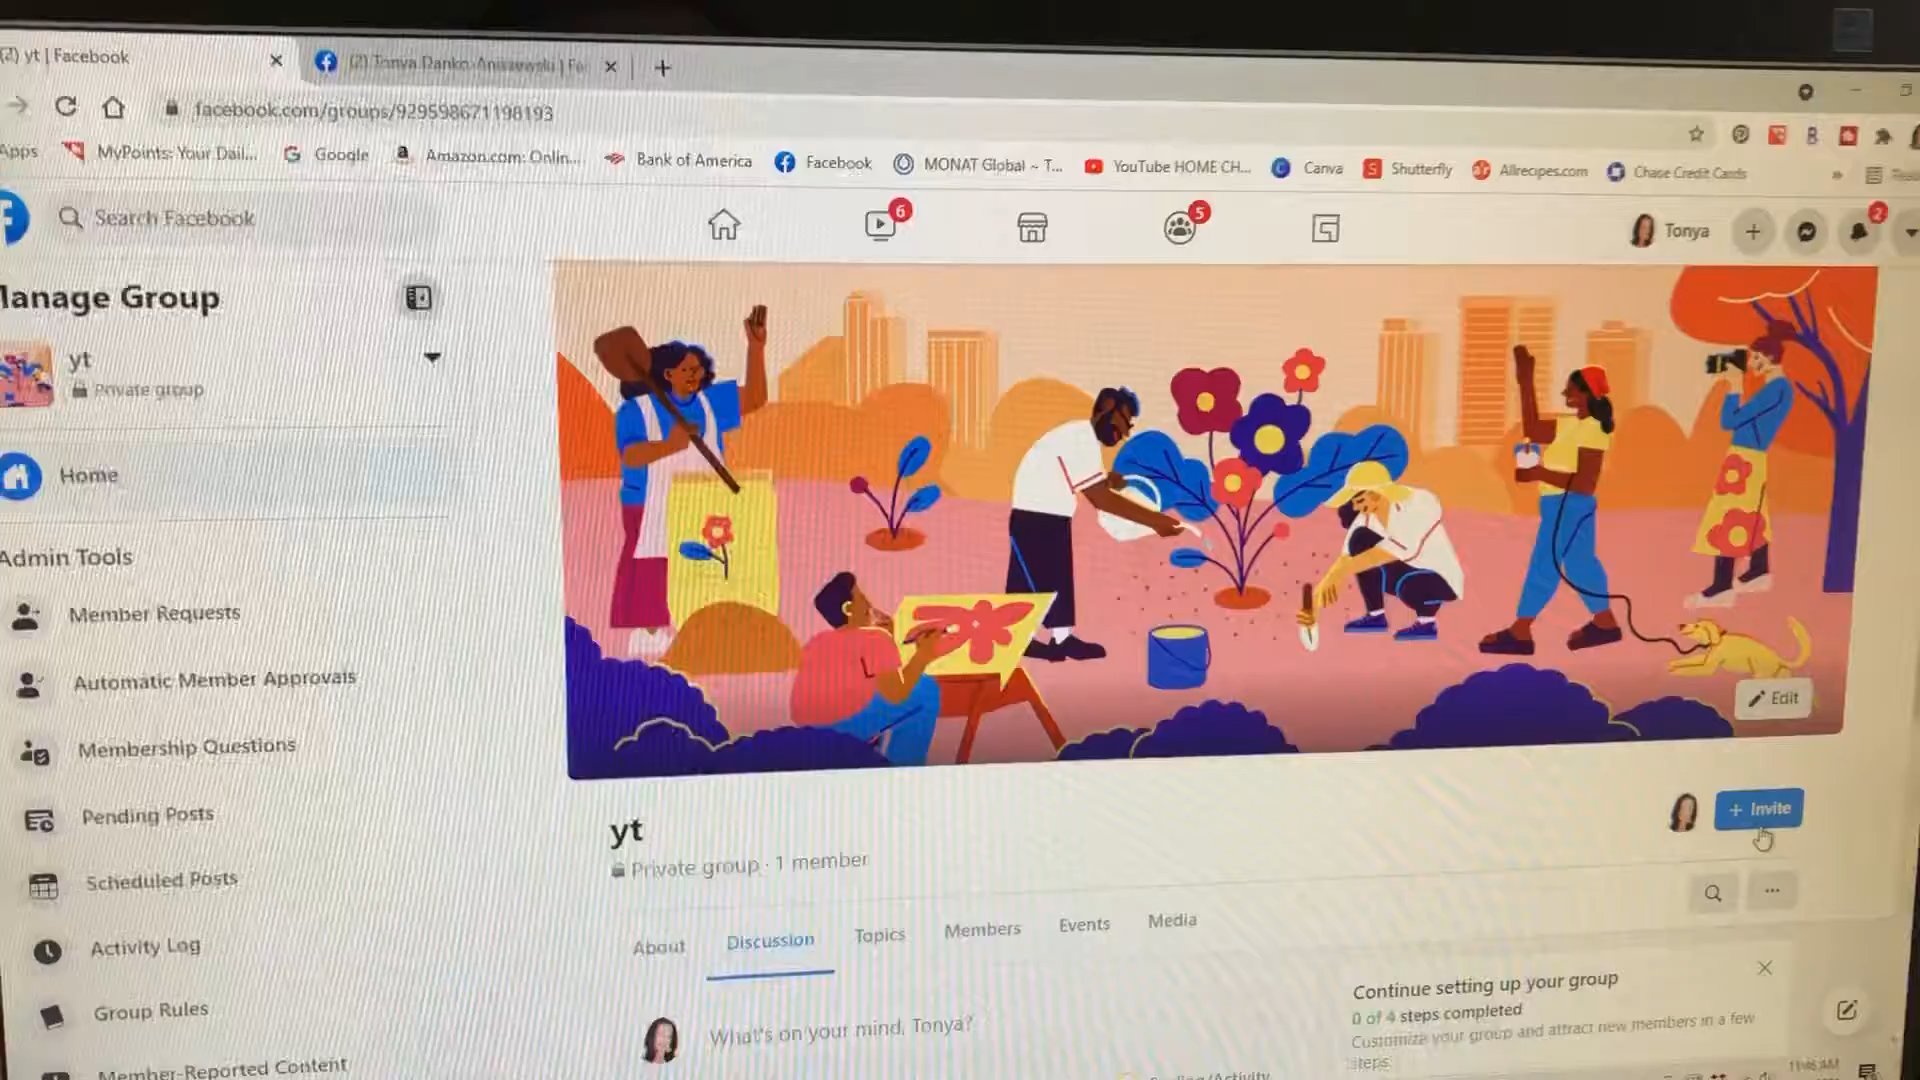 yt | Facebook
facebook.com/groups/929598671198193
Apps
MyPoints: Your Dail...
Google
Amazon.com: Onlin...
Bank of America
Facebook
MONAT Global ~ T...
YouTube HOME CH...
Canva
Shutterfly
Allrecipes.com
Chase Credit Cards
Search Facebook
6
5
Tonya
2
Manage Group
yt
Private group
Home
Admin Tools
Member Requests
Automatic Member Approvals
Membership Questions
Pending Posts
Scheduled Posts
Activity Log
Group Rules
Member-Reported Content
Edit
yt
Private group · 1 member
+ Invite
About
Discussion
Topics
Members
Events
Media
What's on your mind, Tonya?
Continue setting up your group
0 of 4 steps completed
Customize your group and attract new members in a few
steps
11:46 AM